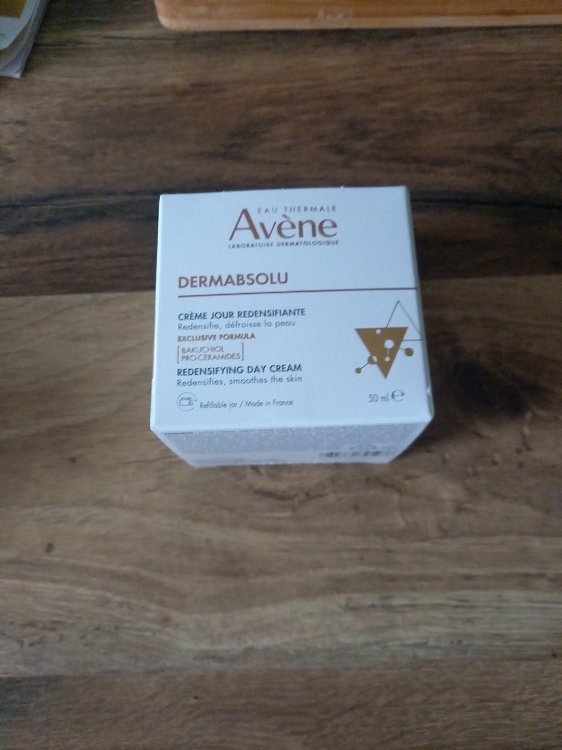 EAU THERMALE
Avène
LABORATOIRE DERMATOLOGIQUE
DERMABSOLU
CRÈME JOUR REDENSIFIANTE
Redensifie, défroisse la peau
EXCLUSIVE FORMULA
[BAKUCHIOL
PRO-CERAMIDES]
REDENSIFYING DAY CREAM
Redensifies, smoothes the skin
Refillable jar / Made in France
50 ml ℮